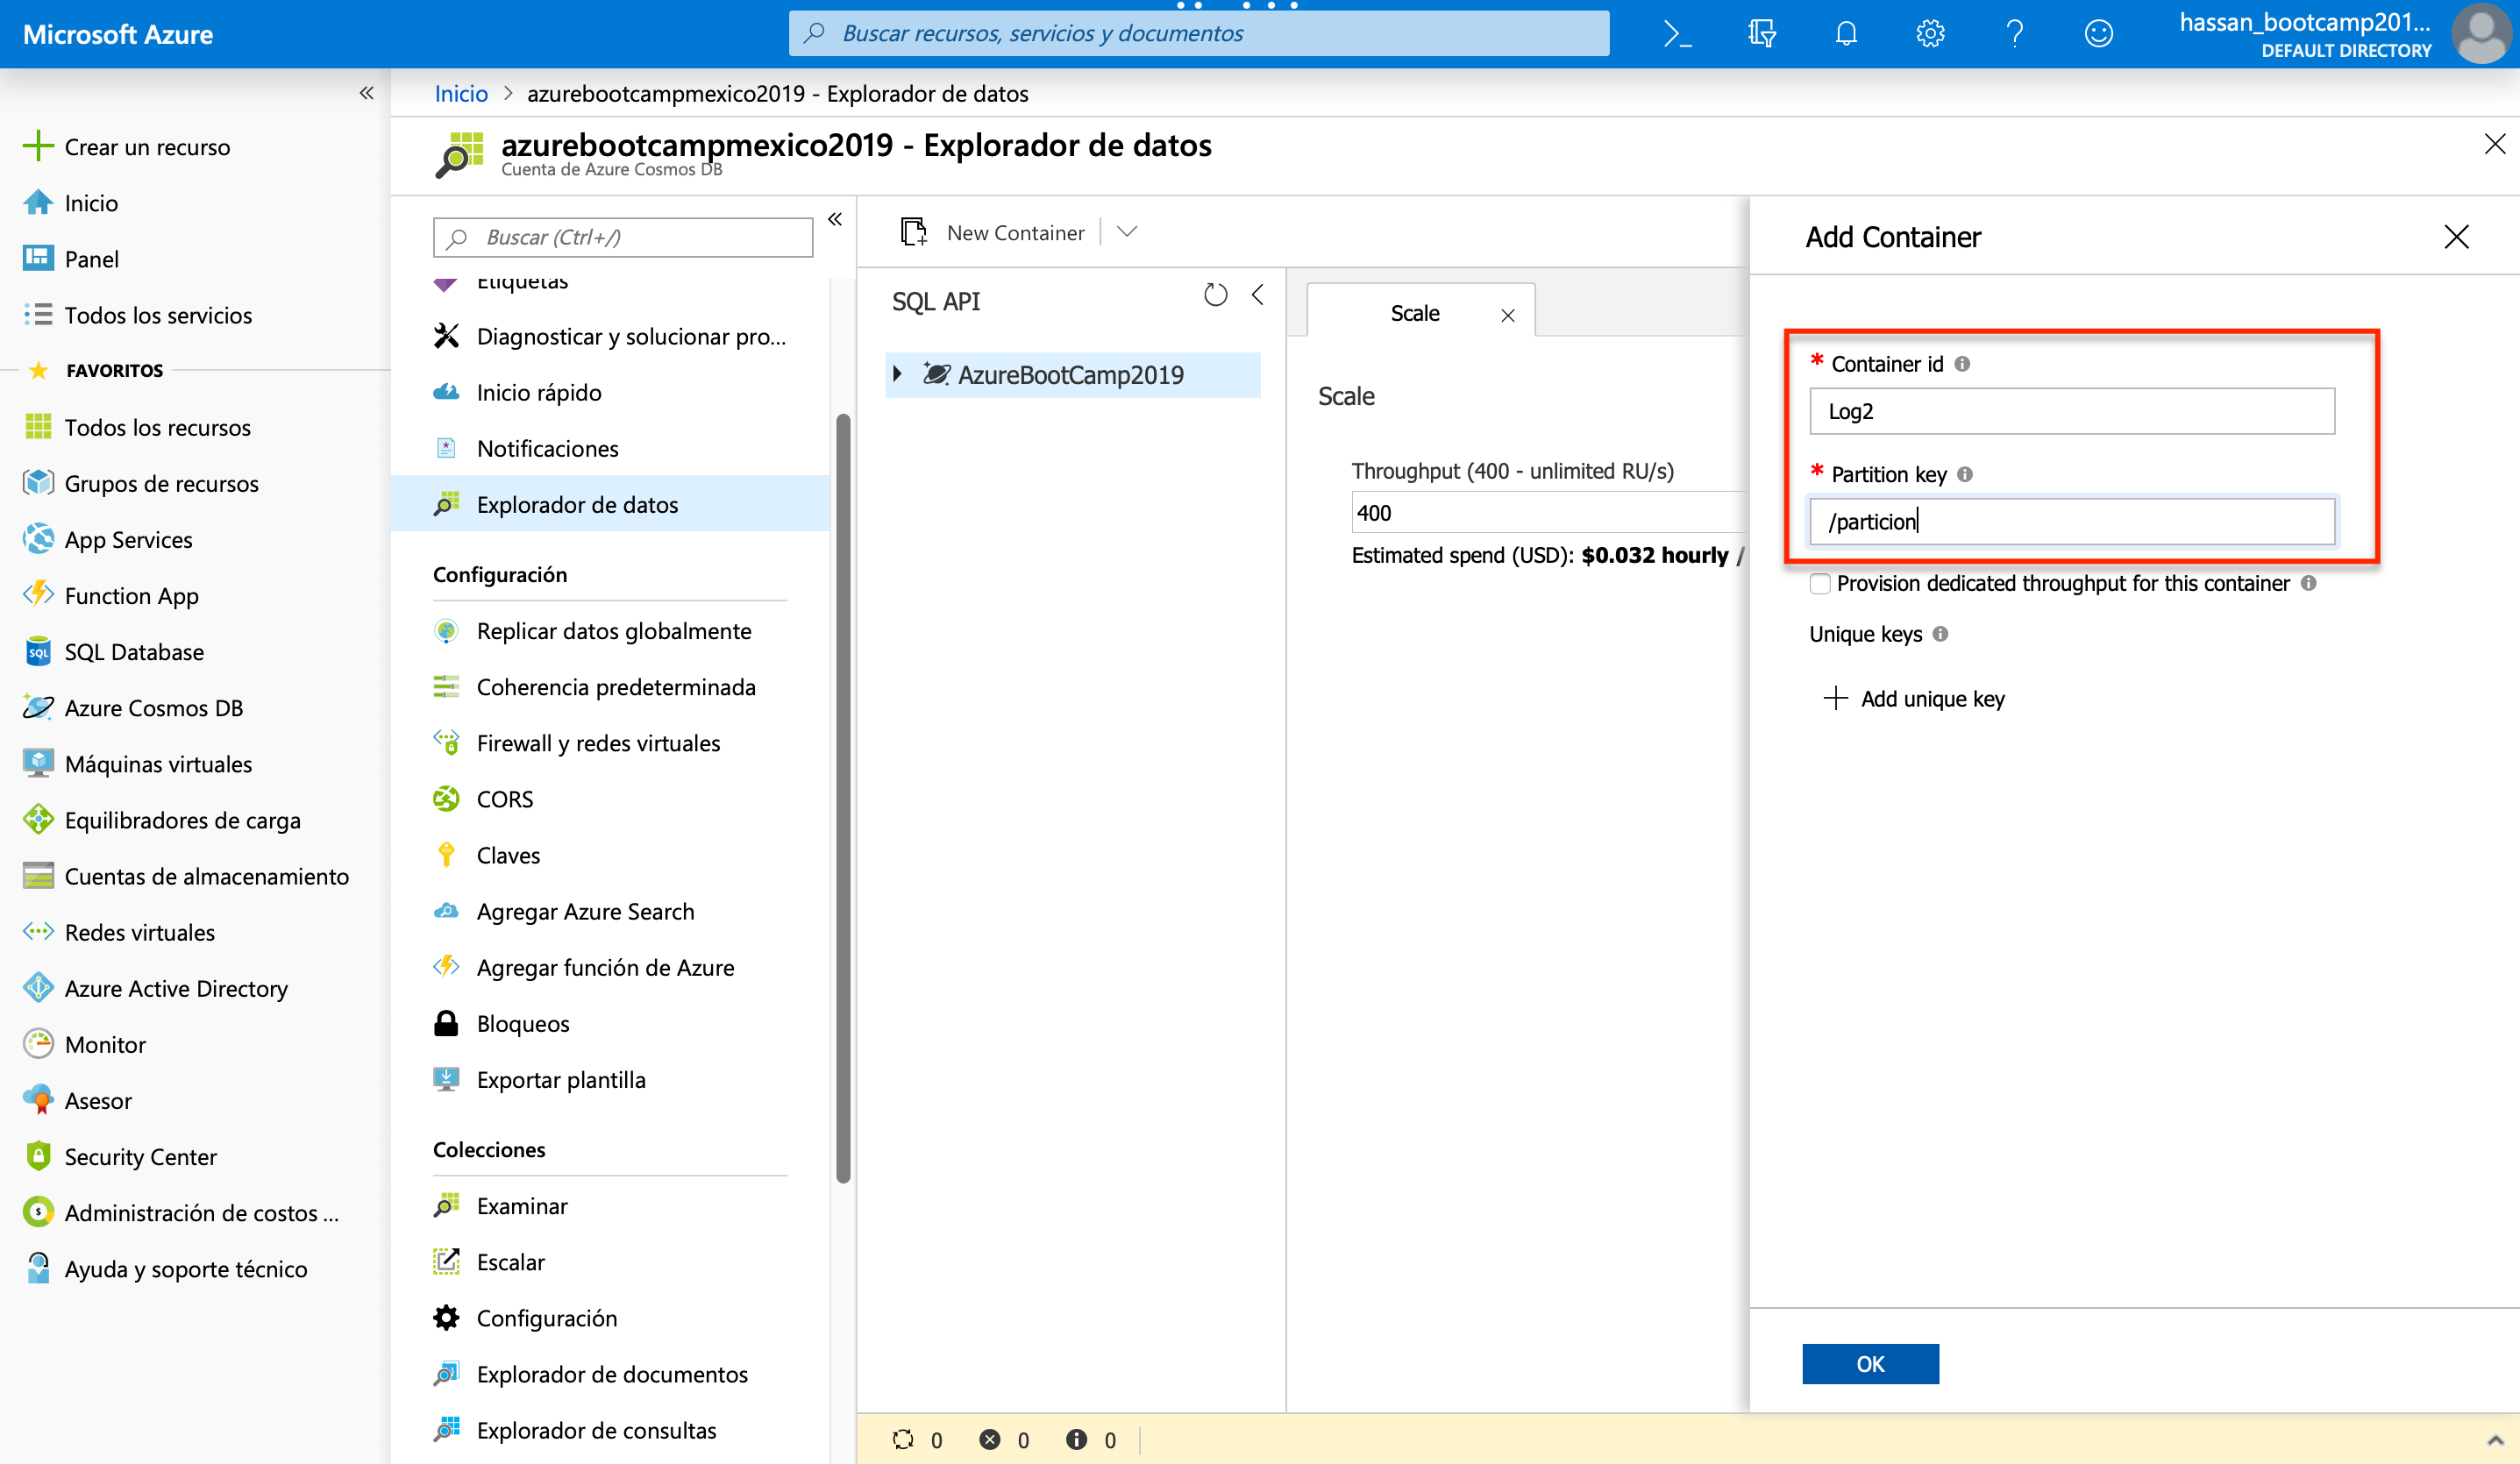 Microsoft Azure
Buscar recursos, servicios y documentos
hassan_bootcamp201...
DEFAULT DIRECTORY
Inicio > azurebootcampmexico2019 - Explorador de datos
azurebootcampmexico2019 - Explorador de datos
Cuenta de Azure Cosmos DB
Crear un recurso
Inicio
Panel
Todos los servicios
FAVORITOS
Todos los recursos
Grupos de recursos
App Services
Function App
SQL Database
Azure Cosmos DB
Máquinas virtuales
Equilibradores de carga
Cuentas de almacenamiento
Redes virtuales
Azure Active Directory
Monitor
Asesor
Security Center
Administración de costos ...
Ayuda y soporte técnico
Buscar (Ctrl+/)
Etiquetas
Diagnosticar y solucionar pro...
Inicio rápido
Notificaciones
Explorador de datos
Configuración
Replicar datos globalmente
Coherencia predeterminada
Firewall y redes virtuales
CORS
Claves
Agregar Azure Search
Agregar función de Azure
Bloqueos
Exportar plantilla
Colecciones
Examinar
Escalar
Configuración
Explorador de documentos
Explorador de consultas
New Container
SQL API
AzureBootCamp2019
Scale
Scale
Throughput (400 - unlimited RU/s)
400
Estimated spend (USD): $0.032 hourly /
0 0 0
Add Container
* Container id
Log2
* Partition key
/particion
Provision dedicated throughput for this container
Unique keys
Add unique key
OK